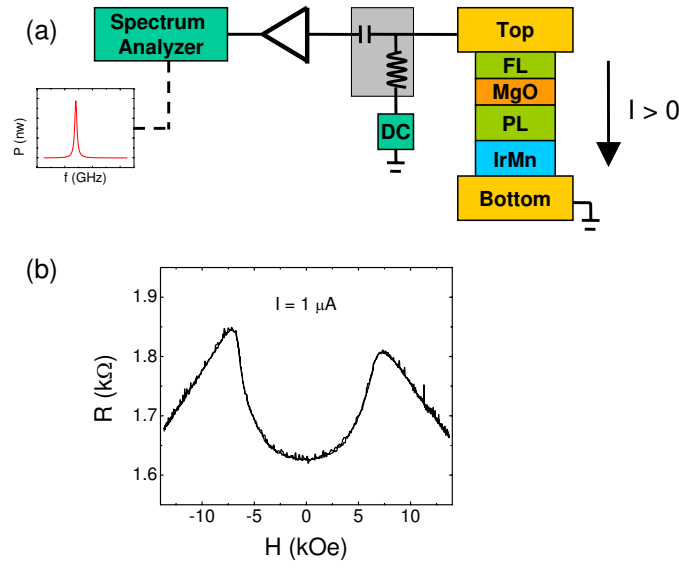 (a)
Spectrum
Analyzer
Top
FL
MgO
PL
IrMn
Bottom
I > 0
DC
P (nw)
f (GHz)
(b)
I = 1 μA
1.9
1.8
1.7
1.6
R (kΩ)
-10 -5 0 5 10
H (kOe)